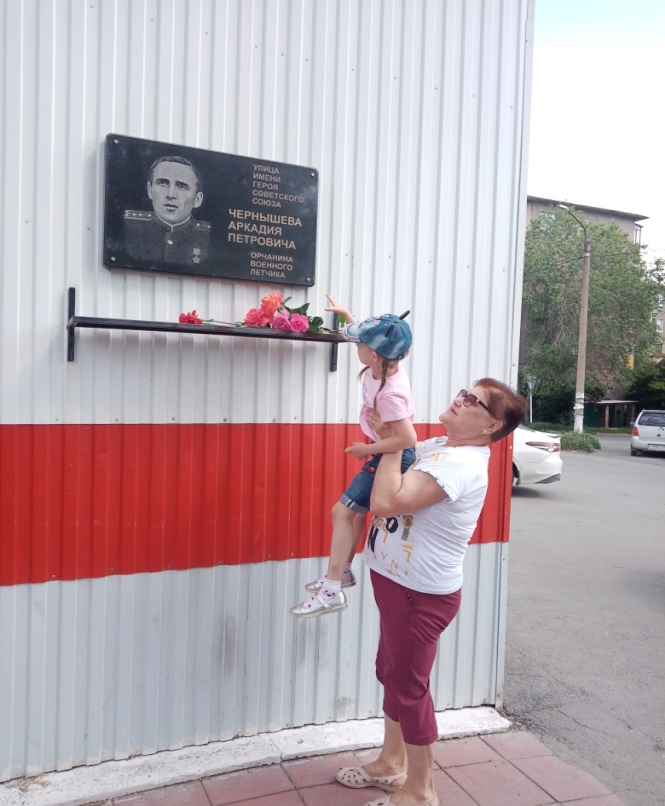 УЛИЦА
ИМЕНИ
ГЕРОЯ
СОВЕТСКОГО
СОЮЗА
ЧЕРНЫШЕВА
АРКАДИЯ
ПЕТРОВИЧА
ОРЧАНИНА
ВОЕННОГО
ЛЕТЧИКА